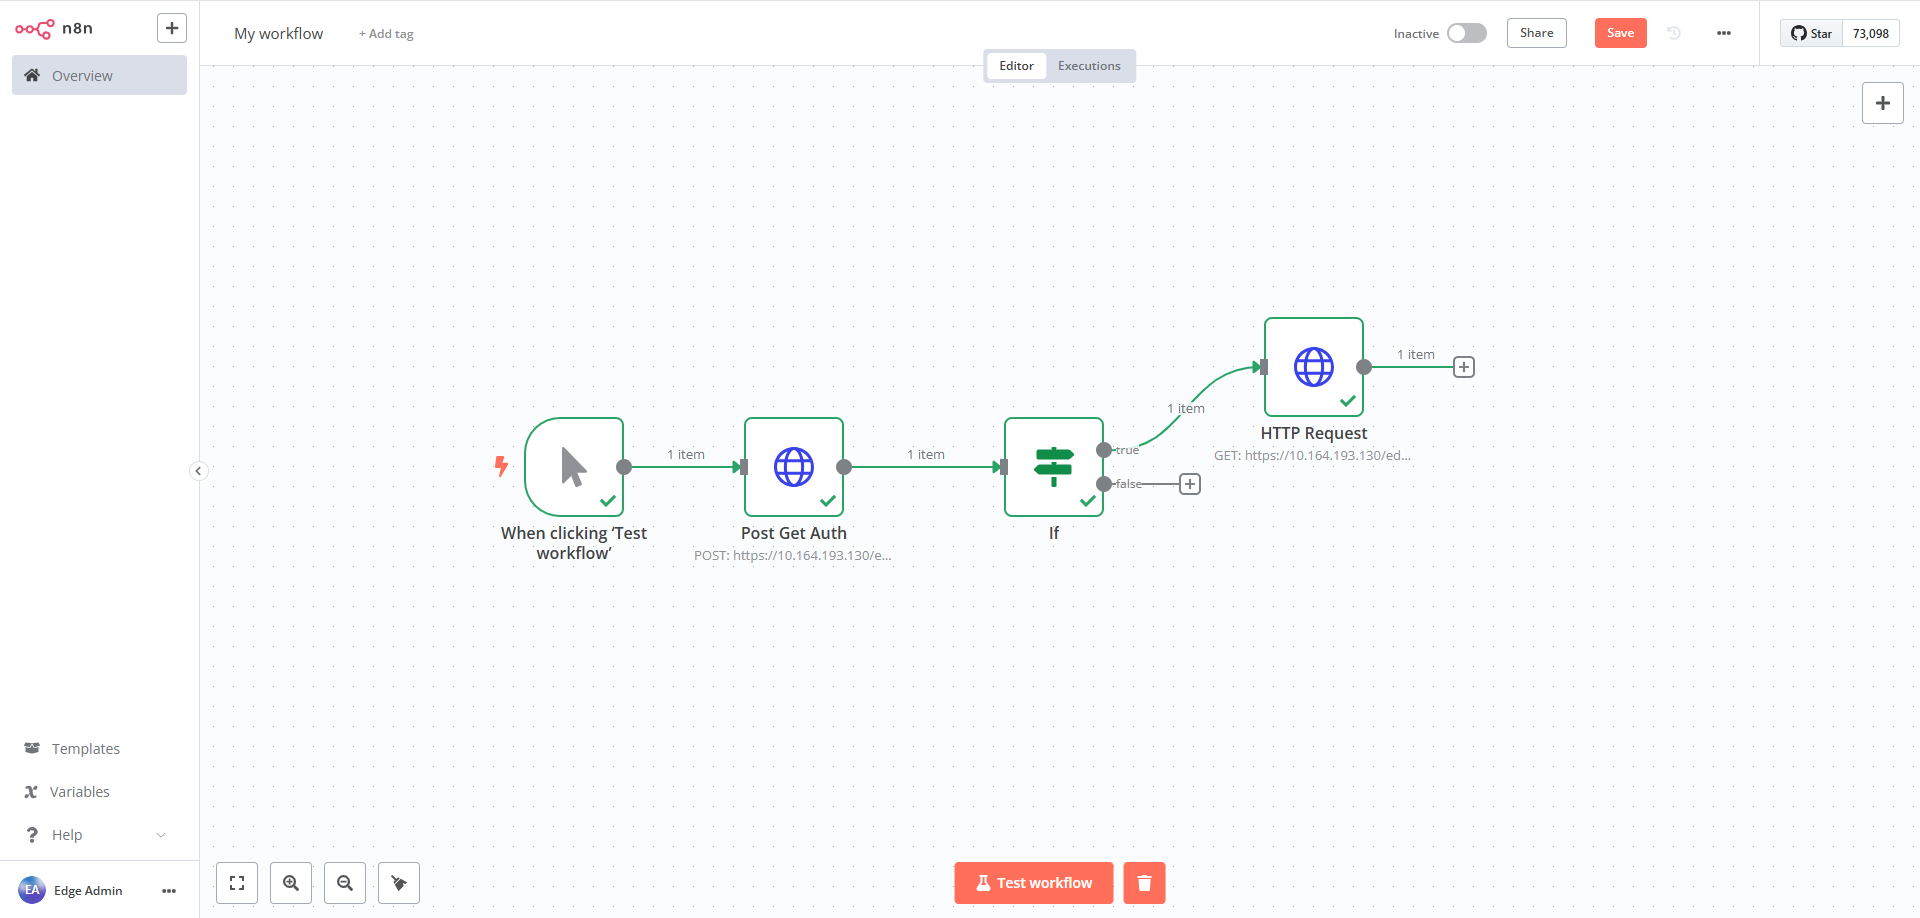 n8n
Overview
My workflow
+ Add tag
Inactive
Share
Save
Star
73,098
Editor
Executions
1 item
1 item
true
false
1 item
1 item
When clicking ‘Test
workflow’
Post Get Auth
POST: https://10.164.193.130/e...
If
HTTP Request
GET: https://10.164.193.130/ed...
Templates
Variables
Help
EA
Edge Admin
Test workflow